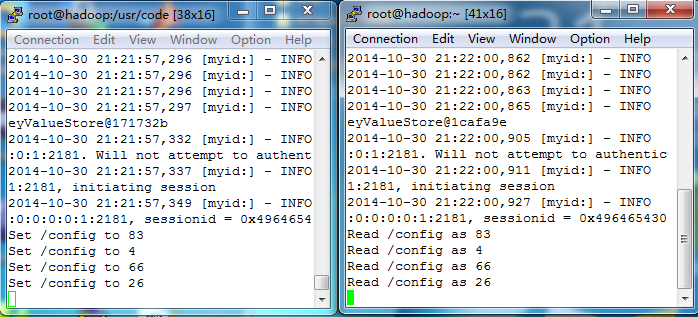 root@hadoop:/usr/code [38x16]
Connection Edit View Window Option Help
2014-10-30 21:21:57,296 [myid:] - INFO
2014-10-30 21:21:57,296 [myid:] - INFO
2014-10-30 21:21:57,296 [myid:] - INFO
2014-10-30 21:21:57,297 [myid:] - INFO
eyValueStore@171732b
2014-10-30 21:21:57,332 [myid:] - INFO
:0:1:2181. Will not attempt to authent
2014-10-30 21:21:57,337 [myid:] - INFO
1:2181, initiating session
2014-10-30 21:21:57,349 [myid:] - INFO
:0:0:0:0:1:2181, sessionid = 0x4964654
Set /config to 83
Set /config to 4
Set /config to 66
Set /config to 26
root@hadoop:~ [41x16]
Connection Edit View Window Option Help
2014-10-30 21:22:00,862 [myid:] - INFO
2014-10-30 21:22:00,862 [myid:] - INFO
2014-10-30 21:22:00,863 [myid:] - INFO
2014-10-30 21:22:00,865 [myid:] - INFO
eyValueStore@1cafa9e
2014-10-30 21:22:00,905 [myid:] - INFO
:0:1:2181. Will not attempt to authentic
2014-10-30 21:22:00,911 [myid:] - INFO
1:2181, initiating session
2014-10-30 21:22:00,927 [myid:] - INFO
:0:0:0:0:1:2181, sessionid = 0x496465430
Read /config as 83
Read /config as 4
Read /config as 66
Read /config as 26